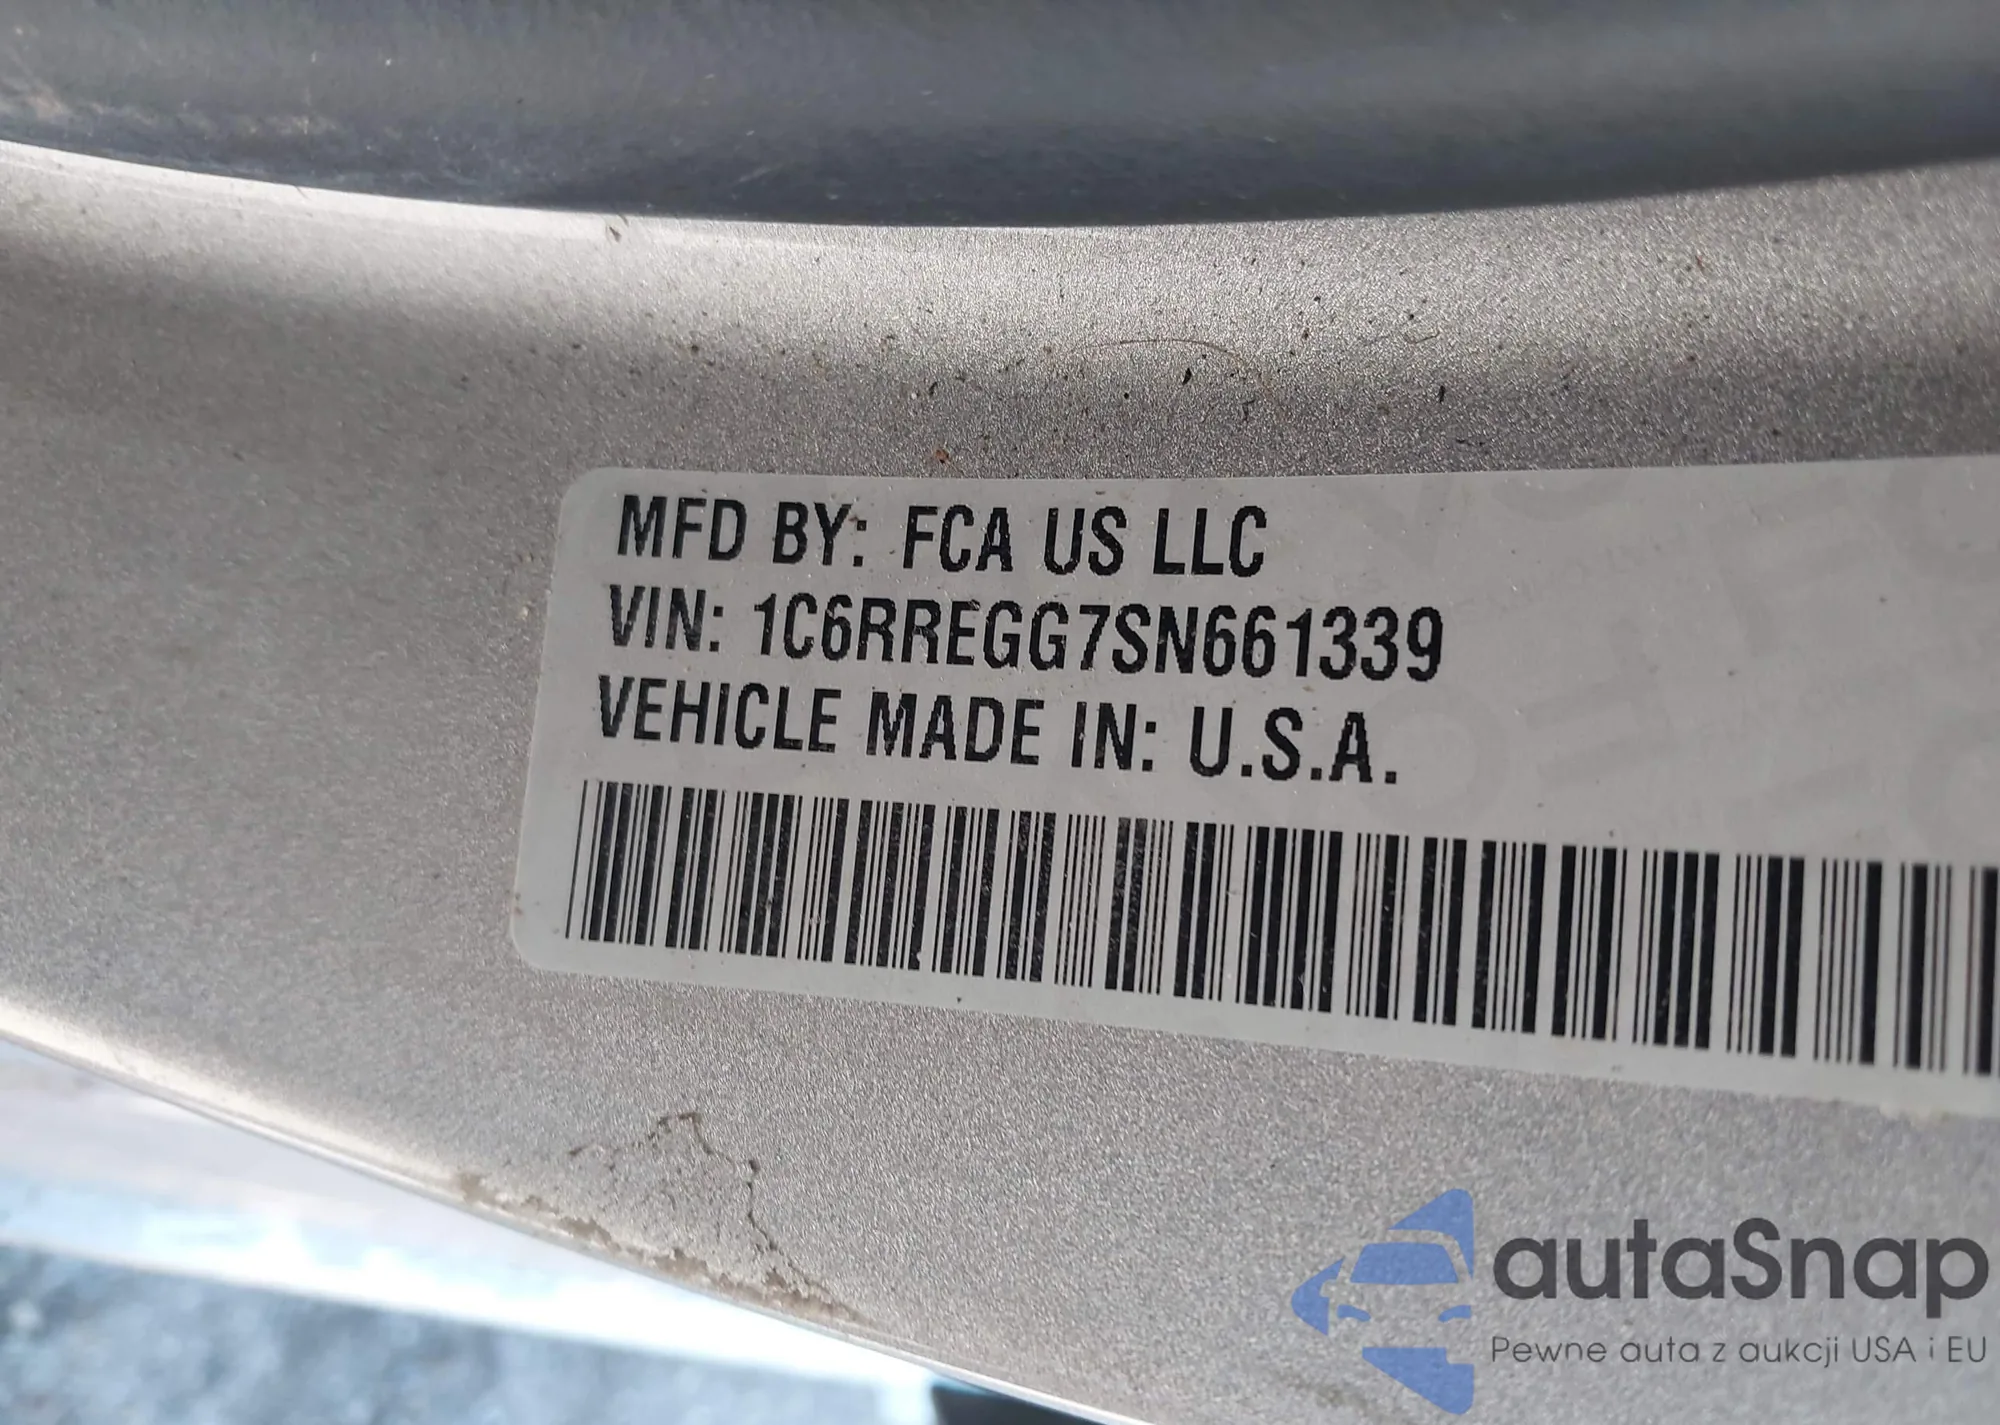 MFD BY: FCA US LLC
VIN: 1C6RREGG7SN661339
VEHICLE MADE IN: U.S.A.
autaSnap
Pewne auta z aukcji USA i EU